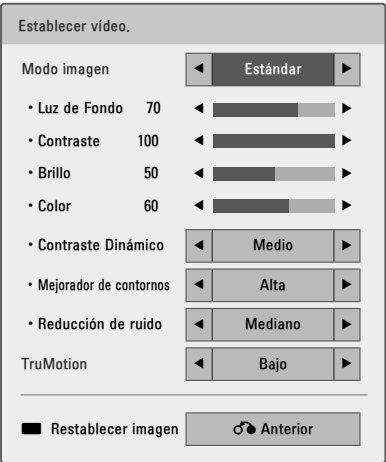 Establecer vídeo.
Modo imagen Estándar
• Luz de Fondo 70
• Contraste 100
• Brillo 50
• Color 60
• Contraste Dinámico Medio
• Mejorador de contornos Alta
• Reducción de ruido Mediano
TruMotion Bajo
Restablecer imagen Anterior